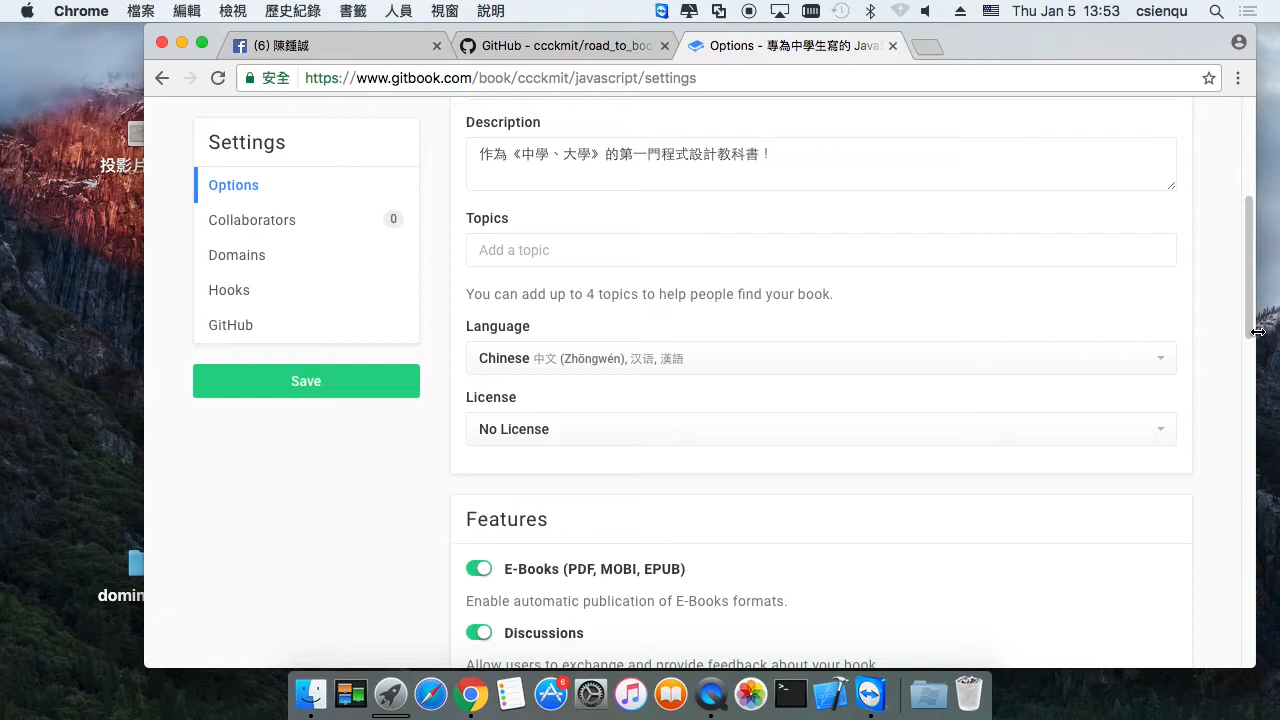 Chrome 檔案 編輯 檢視 歷史紀錄 書籤 人員 視窗 說明 Thu Jan 5 13:53 csienqu
(6) 陳鍾誠
GitHub - ccckmit/road_to_boo
Options - 專為中學生寫的 Java
安全 https://www.gitbook.com/book/ccckmit/javascript/settings
投影片
domin
Settings
Options
Collaborators 0
Domains
Hooks
GitHub
Save
Description
作為《中學、大學》的第一門程式設計教科書！
Topics
Add a topic
You can add up to 4 topics to help people find your book.
Language
Chinese 中文 (Zhōngwén), 汉语, 漢語
License
No License
Features
E-Books (PDF, MOBI, EPUB)
Enable automatic publication of E-Books formats.
Discussions
Allow users to exchange and provide feedback about your book
6